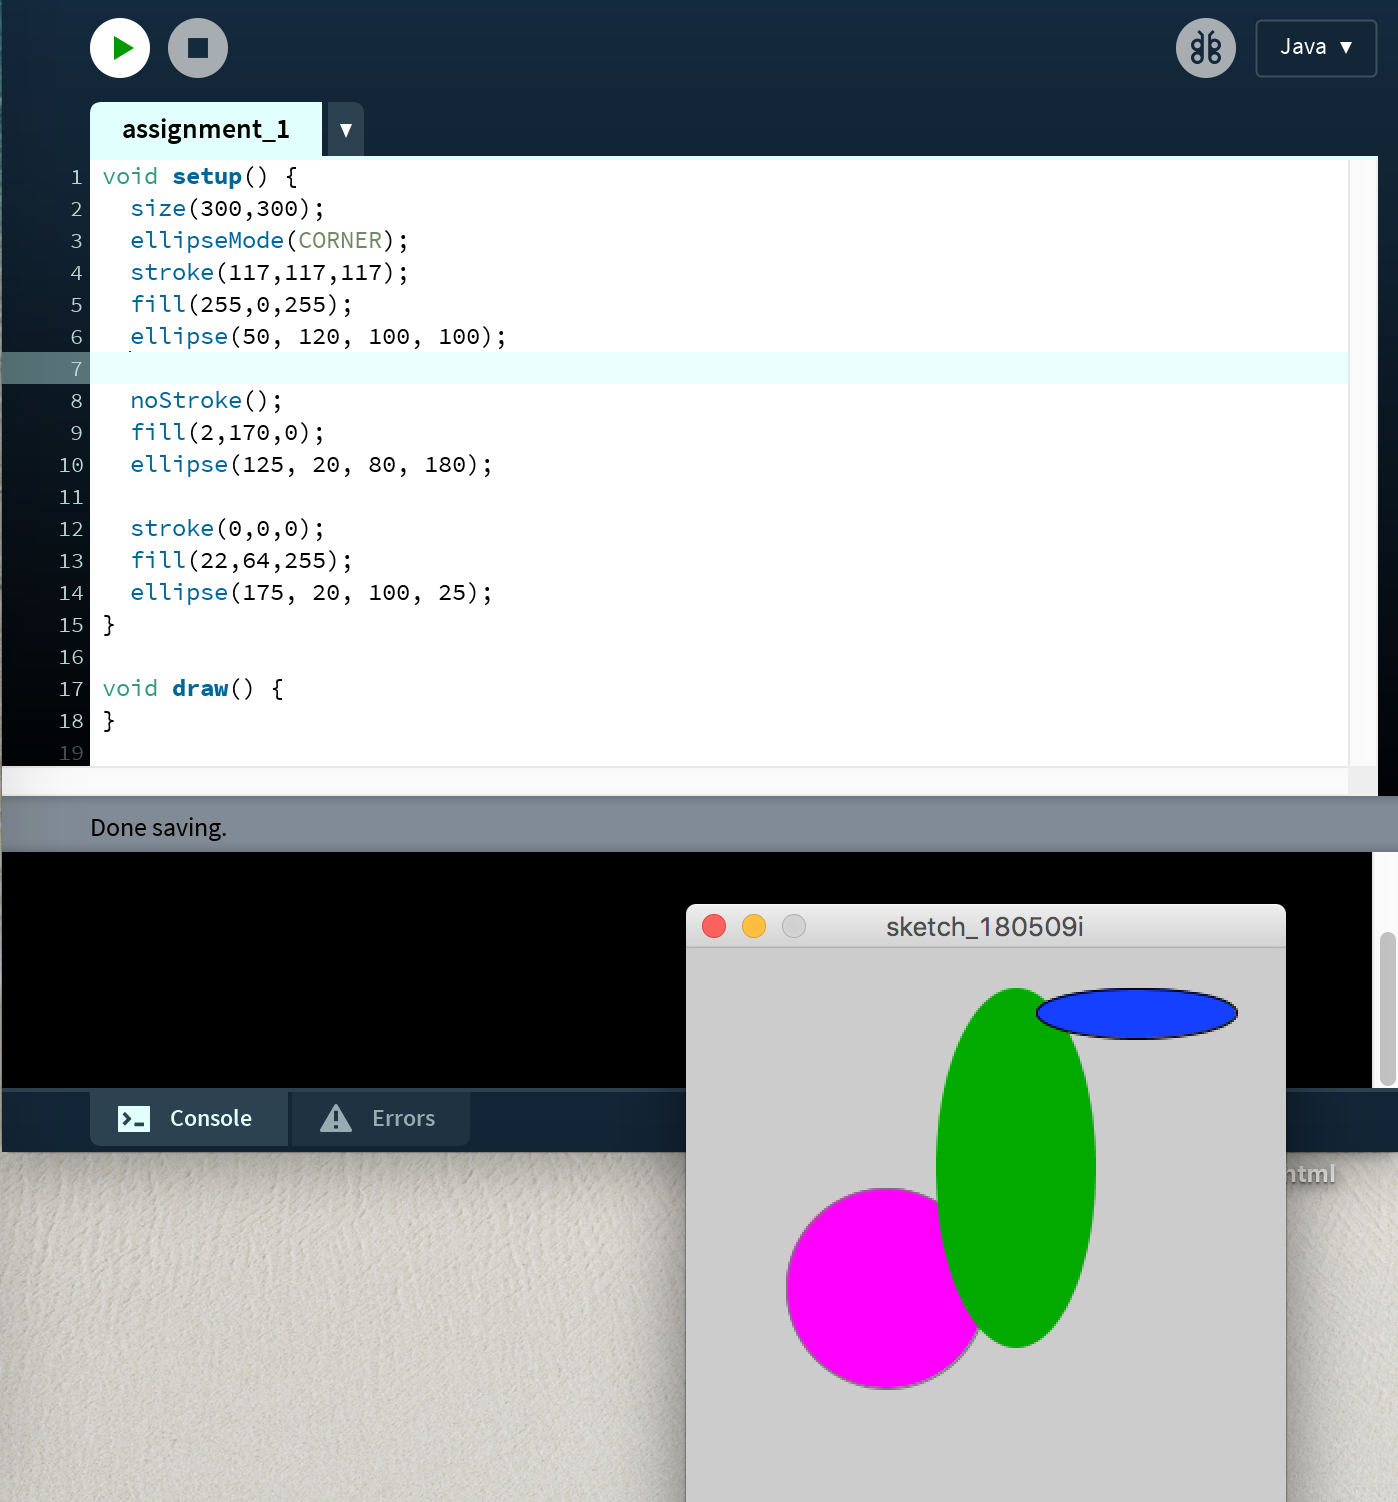 Java ▼
assignment_1 ▼
1 void setup() {
2 size(300,300);
3 ellipseMode(CORNER);
4 stroke(117,117,117);
5 fill(255,0,255);
6 ellipse(50, 120, 100, 100);
7
8 noStroke();
9 fill(2,170,0);
10 ellipse(125, 20, 80, 180);
11
12 stroke(0,0,0);
13 fill(22,64,255);
14 ellipse(175, 20, 100, 25);
15 }
16
17 void draw() {
18 }
19
Done saving.
sketch_180509i
Console Errors
html